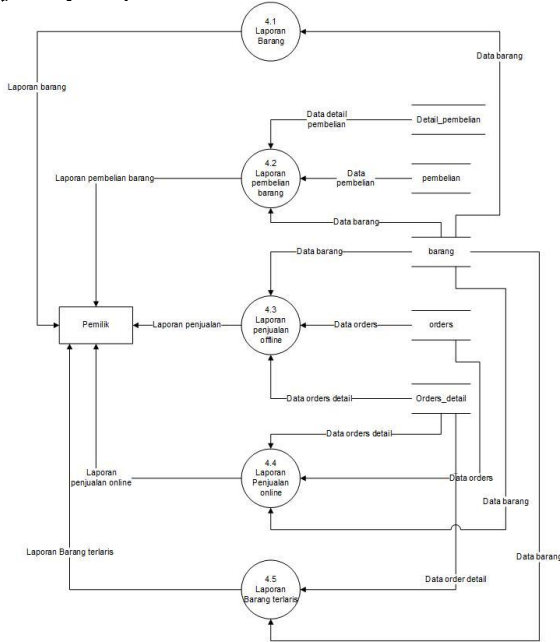 4.1
Laporan
Barang
Data barang
Laporan barang
Data detail
pembelian
Detail_pembelian
4.2
Laporan
pembelian
barang
Laporan pembelian barang
Data
pembelian
pembelian
Data barang
Data barang
barang
4.3
Laporan
penjualan
offline
Pemilik
Laporan penjualan
Data orders
orders
Data orders detail
Orders_detail
Data orders detail
4.4
Laporan
Penjualan
online
Laporan
penjualan online
Data orders
Data barang
Laporan Barang terlaris
Data barang
4.5
Laporan
Barang terlaris
Data order detail